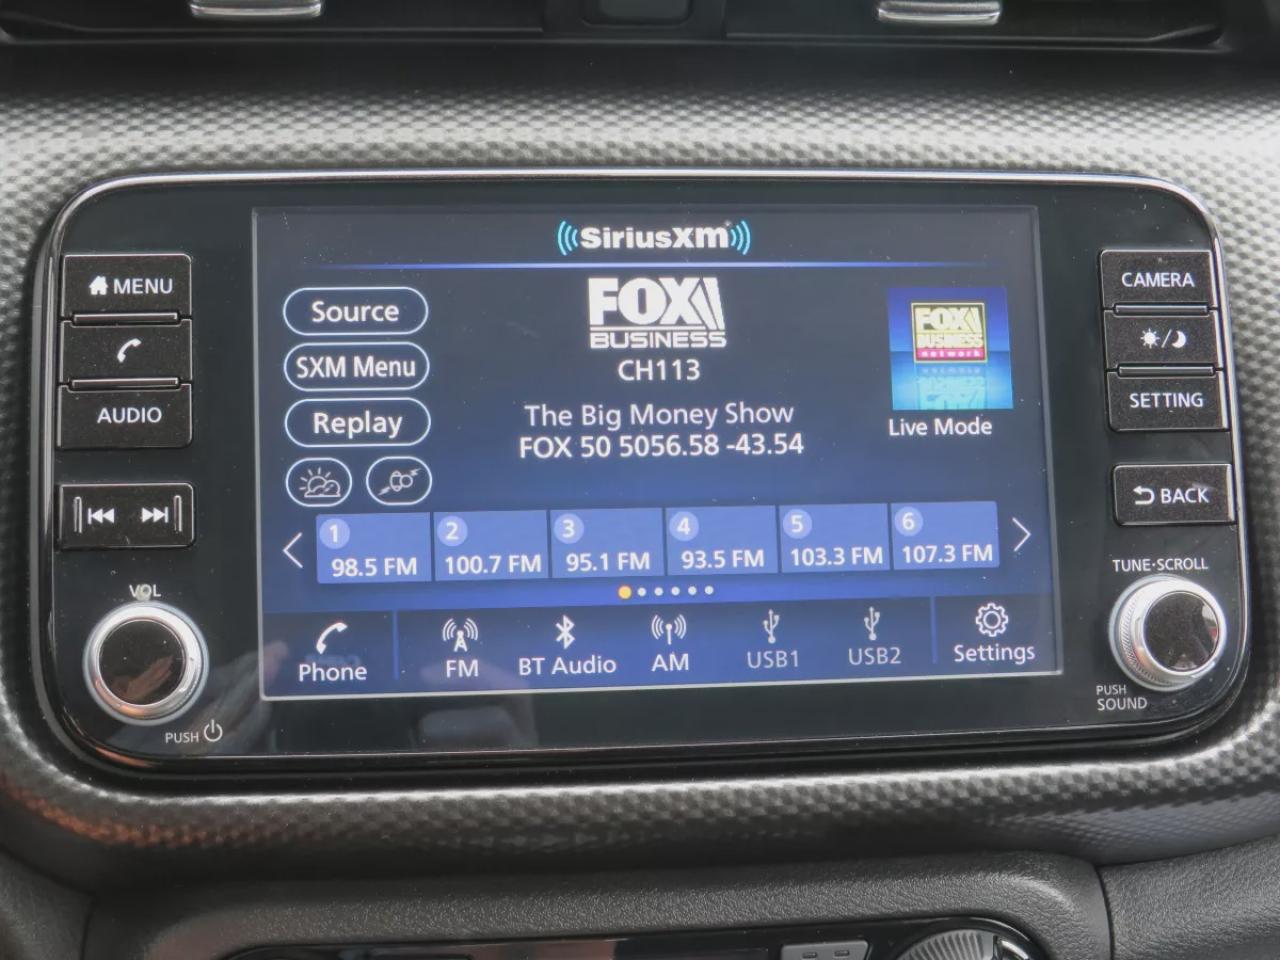 SiriusXM
MENU
AUDIO
VOL
PUSH
Source
SXM Menu
Replay
FOX
BUSINESS
CH113
The Big Money Show
FOX 50 5056.58 -43.54
FOX
BUSINESS
network
Live Mode
1
98.5 FM
2
100.7 FM
3
95.1 FM
4
93.5 FM
5
103.3 FM
6
107.3 FM
Phone
FM
BT Audio
AM
USB1
USB2
Settings
CAMERA
SETTING
BACK
TUNE·SCROLL
PUSH
SOUND